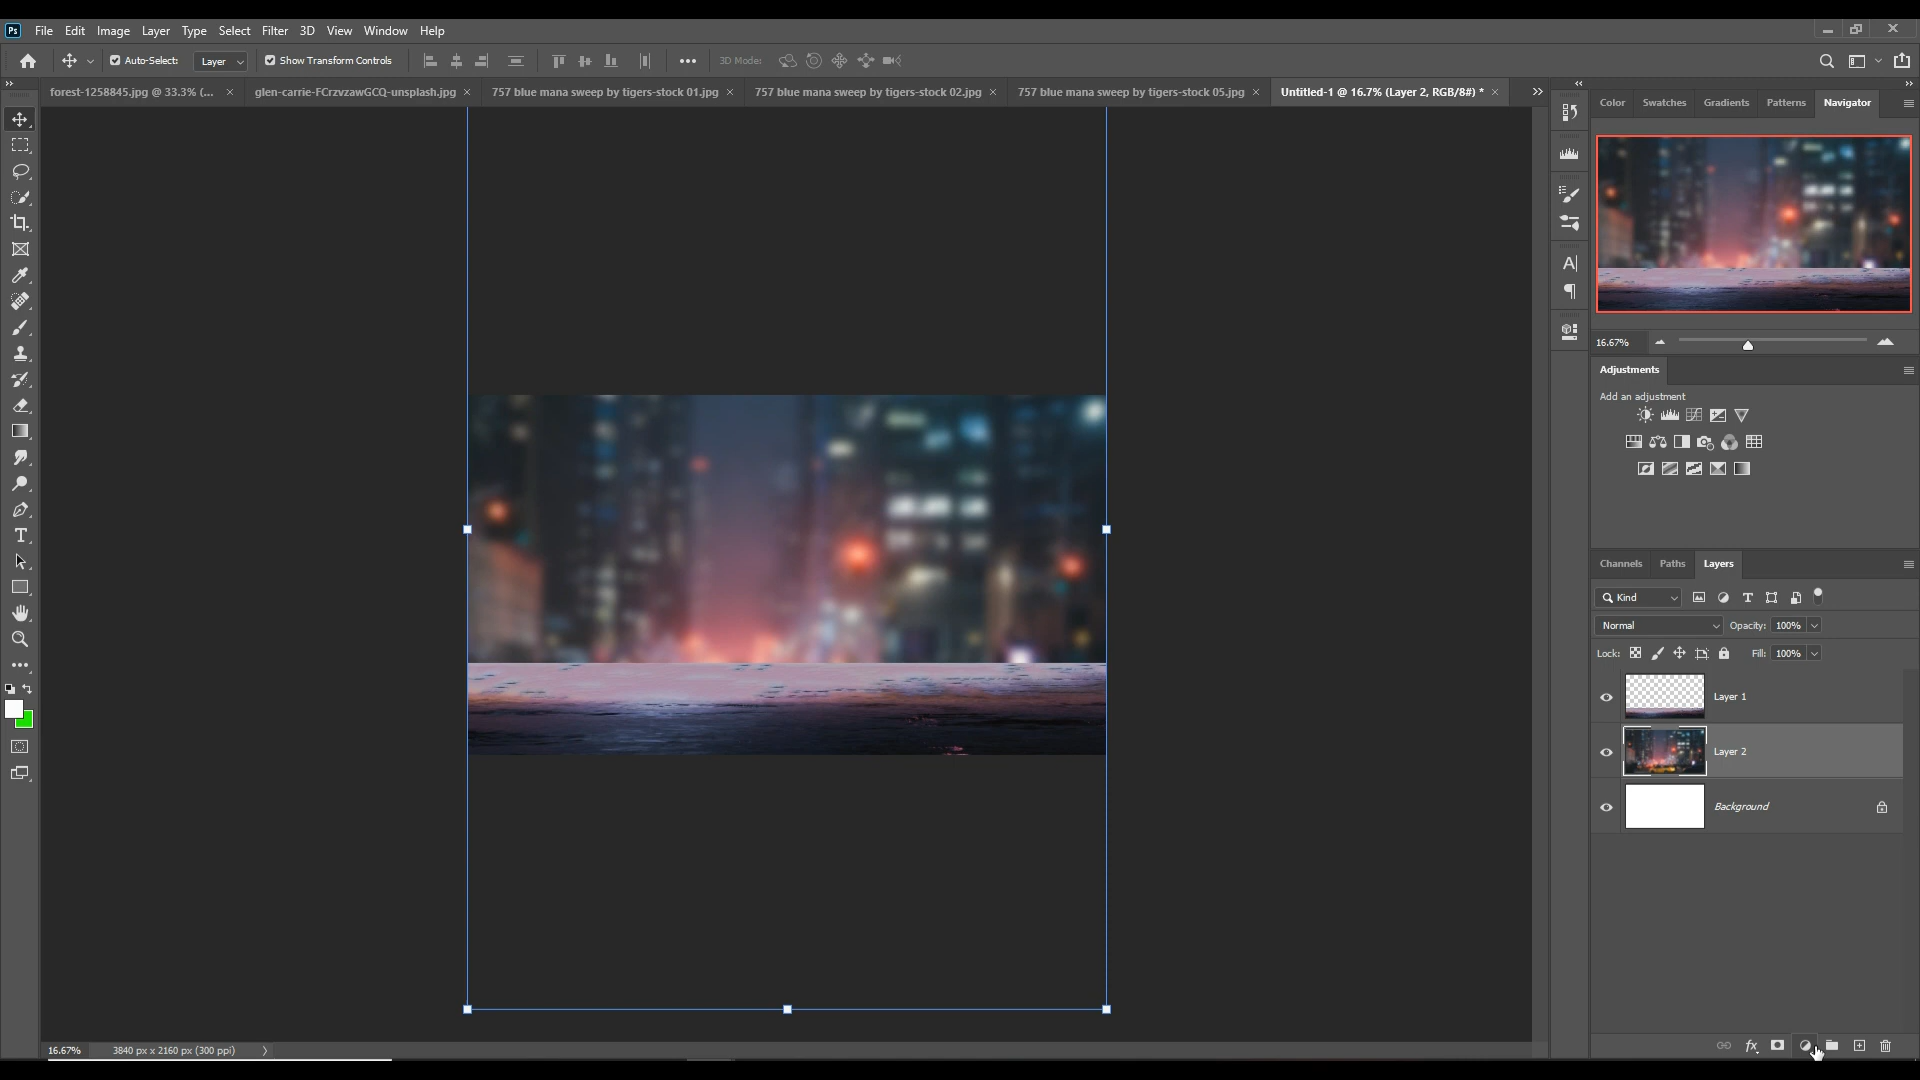 Ps File Edit Image Layer Type Select Filter 3D View Window Help
Auto-Select: Layer Show Transform Controls 3D Mode:
forest-1258845.jpg @ 33.3% (... glen-carrie-FCrzvzawGCQ-unsplash.jpg 757 blue mana sweep by tigers-stock 01.jpg 757 blue mana sweep by tigers-stock 02.jpg 757 blue mana sweep by tigers-stock 05.jpg Untitled-1 @ 16.7% (Layer 2, RGB/8#) *
Color Swatches Gradients Patterns Navigator
16.67%
Adjustments
Add an adjustment
Channels Paths Layers
Kind
Normal Opacity: 100%
Lock: Fill: 100%
Layer 1
Layer 2
Background
16.67% 3840 px x 2160 px (300 ppi)